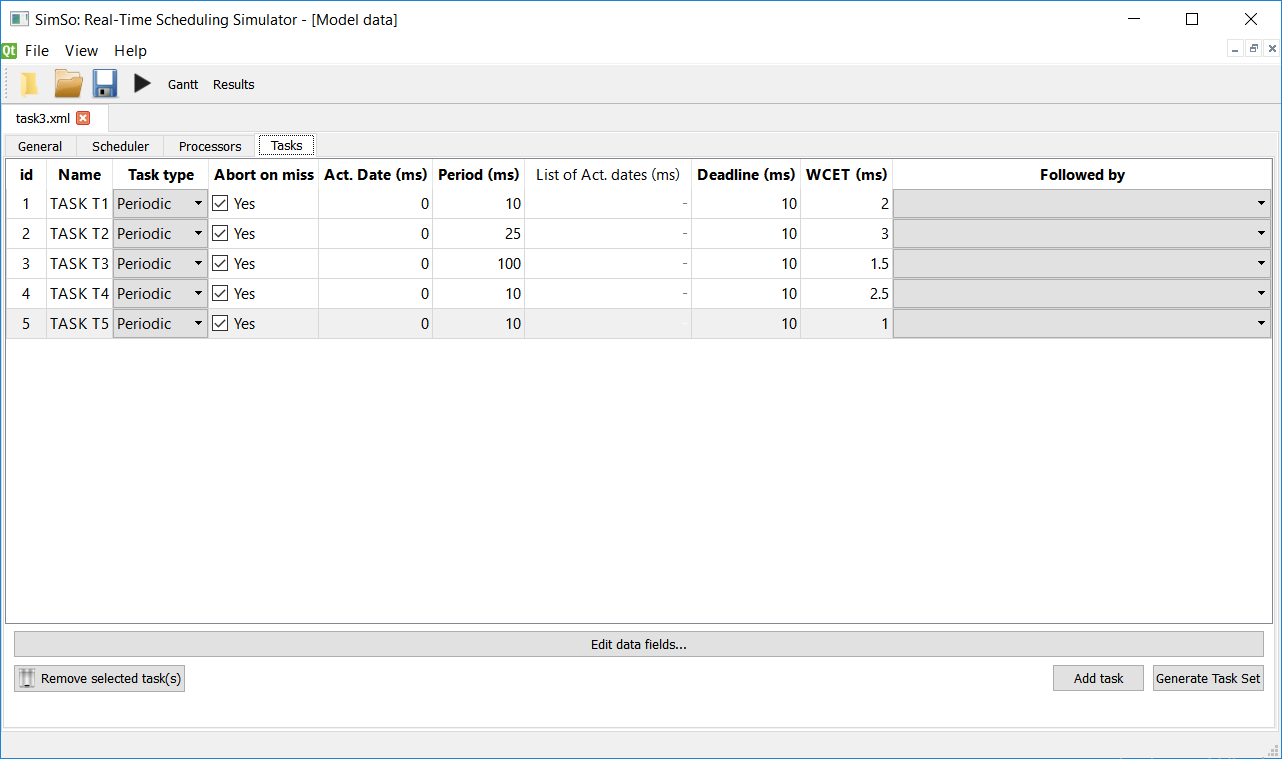 SimSo: Real-Time Scheduling Simulator - [Model data]
Qt File View Help
Gantt Results
task3.xml
General Scheduler Processors Tasks
id Name Task type Abort on miss Act. Date (ms) Period (ms) List of Act. dates (ms) Deadline (ms) WCET (ms) Followed by
1 TASK T1 Periodic Yes 0 10 - 10 2
2 TASK T2 Periodic Yes 0 25 - 10 3
3 TASK T3 Periodic Yes 0 100 - 10 1.5
4 TASK T4 Periodic Yes 0 10 - 10 2.5
5 TASK T5 Periodic Yes 0 10 - 10 1
Edit data fields...
Remove selected task(s) Add task Generate Task Set